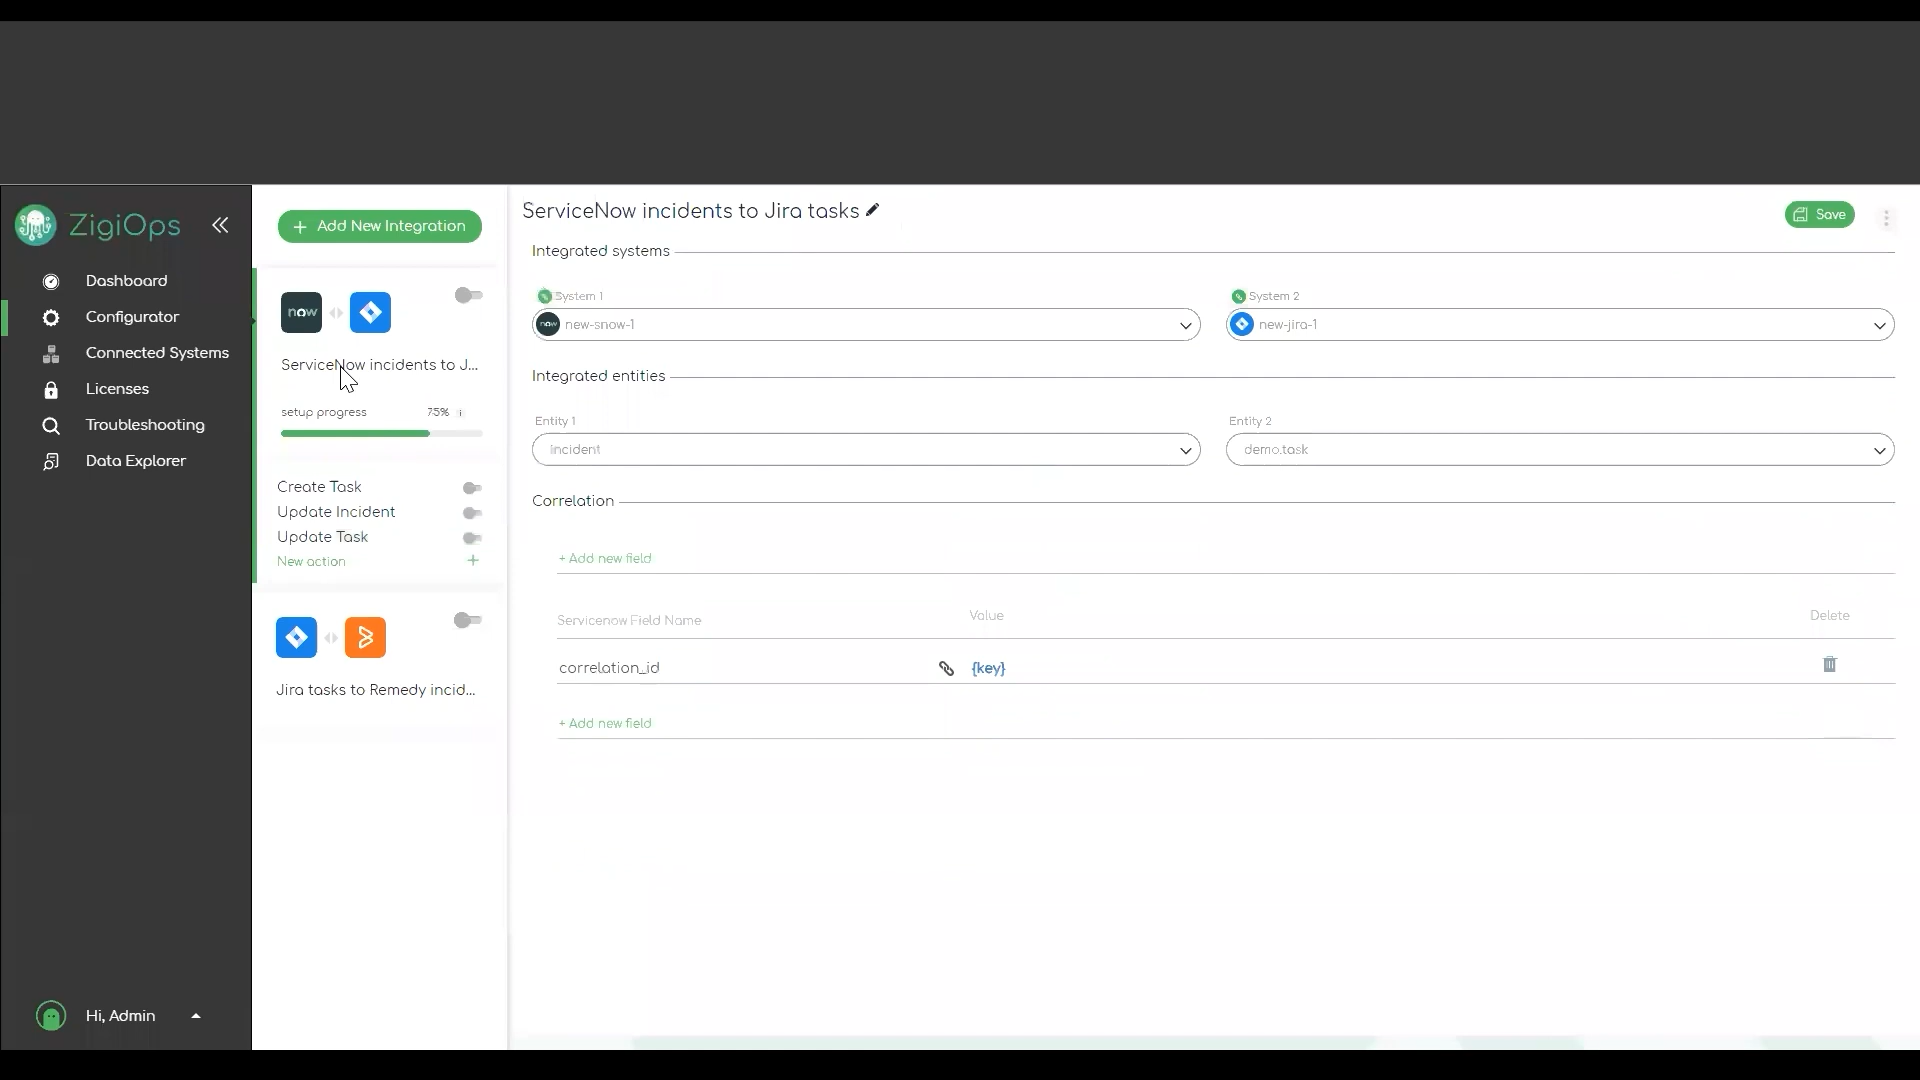 ZigiOps
Dashboard
Configurator
Connected Systems
Licenses
Troubleshooting
Data Explorer
Hi, Admin
+ Add New Integration
now
ServiceNow incidents to J...
setup progress 75% i
Create Task
Update Incident
Update Task
New action +
Jira tasks to Remedy incid...
ServiceNow incidents to Jira tasks
Save
Integrated systems
System 1
now new-snow-1
System 2
new-jira-1
Integrated entities
Entity 1
incident
Entity 2
demo.task
Correlation
+ Add new field
Servicenow Field Name Value Delete
correlation_id {key}
+ Add new field